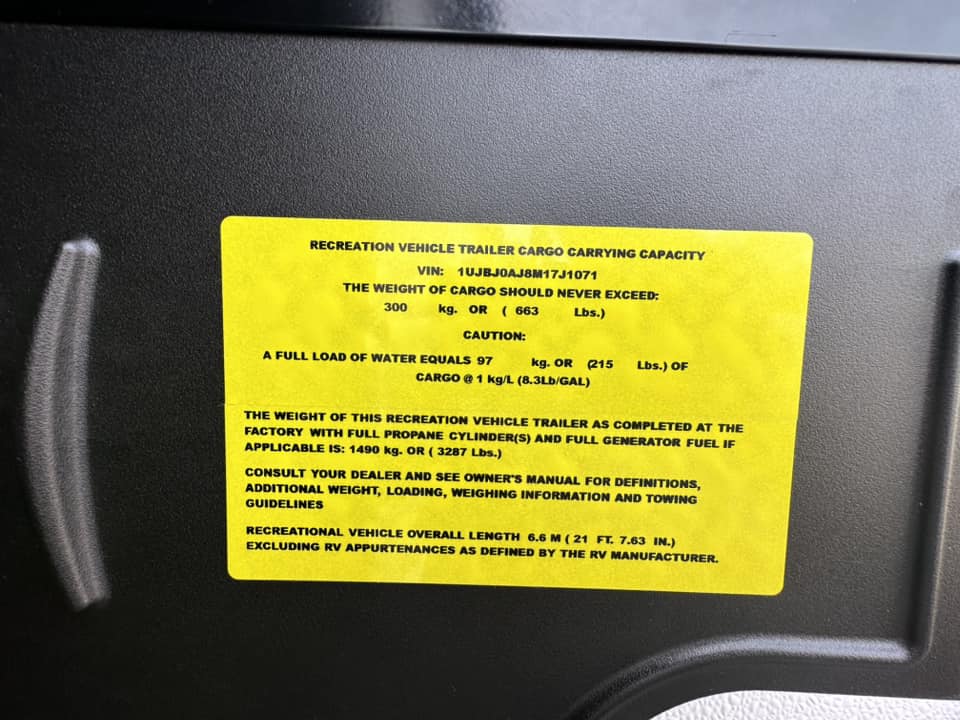 RECREATION VEHICLE TRAILER CARGO CARRYING CAPACITY
VIN: 1UJBJ0AJ8M17J1071
THE WEIGHT OF CARGO SHOULD NEVER EXCEED:
300 kg. OR ( 663 Lbs.)
CAUTION:
A FULL LOAD OF WATER EQUALS 97 kg. OR (215 Lbs.) OF
CARGO @ 1 kg/L (8.3Lb/GAL)
THE WEIGHT OF THIS RECREATION VEHICLE TRAILER AS COMPLETED AT THE
FACTORY WITH FULL PROPANE CYLINDER(S) AND FULL GENERATOR FUEL IF
APPLICABLE IS: 1490 kg. OR ( 3287 Lbs.)
CONSULT YOUR DEALER AND SEE OWNER'S MANUAL FOR DEFINITIONS,
ADDITIONAL WEIGHT, LOADING, WEIGHING INFORMATION AND TOWING
GUIDELINES
RECREATIONAL VEHICLE OVERALL LENGTH 6.6 M ( 21 FT. 7.63 IN.)
EXCLUDING RV APPURTENANCES AS DEFINED BY THE RV MANUFACTURER.